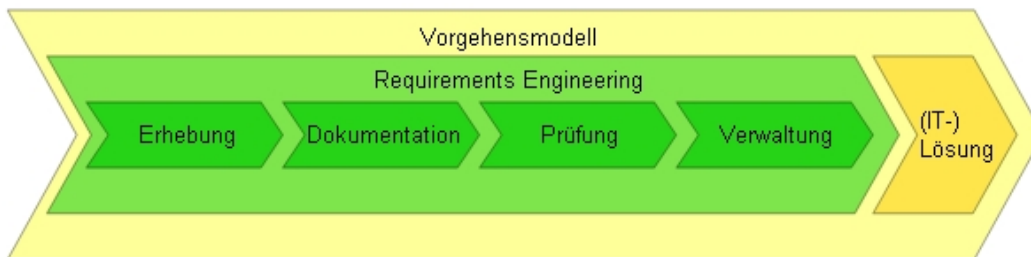 Vorgehensmodell
Requirements Engineering
Erhebung
Dokumentation
Prüfung
Verwaltung
(IT-)
Lösung